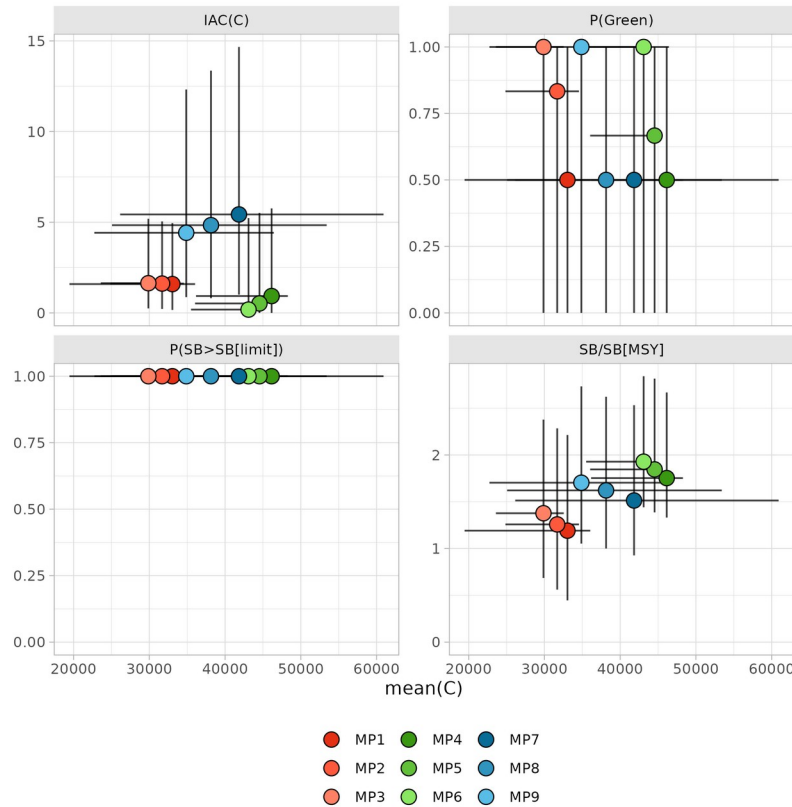 IAC(C)
P(Green)
15
10
5
0
1.00
0.75
0.50
0.25
0.00
P(SB>SB[limit])
SB/SB[MSY]
1.00
0.75
0.50
0.25
0.00
2
1
0
20000 30000 40000 50000 60000
20000 30000 40000 50000 60000
mean(C)
MP1 MP4 MP7
MP2 MP5 MP8
MP3 MP6 MP9